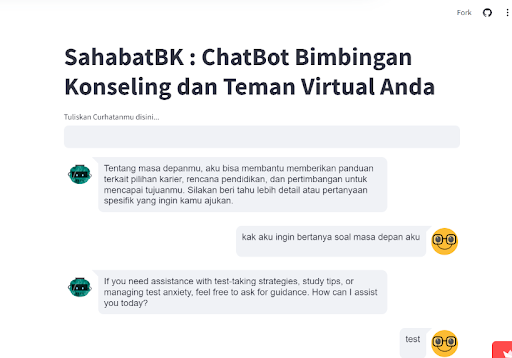 Fork
SahabatBK : ChatBot Bimbingan
Konseling dan Teman Virtual Anda
Tuliskan Curhatanmu disini...
Tentang masa depanmu, aku bisa membantu memberikan panduan
terkait pilihan karier, rencana pendidikan, dan pertimbangan untuk
mencapai tujuanmu. Silakan beri tahu lebih detail atau pertanyaan
spesifik yang ingin kamu ajukan.
kak aku ingin bertanya soal masa depan aku
If you need assistance with test-taking strategies, study tips, or
managing test anxiety, feel free to ask for guidance. How can I assist
you today?
test